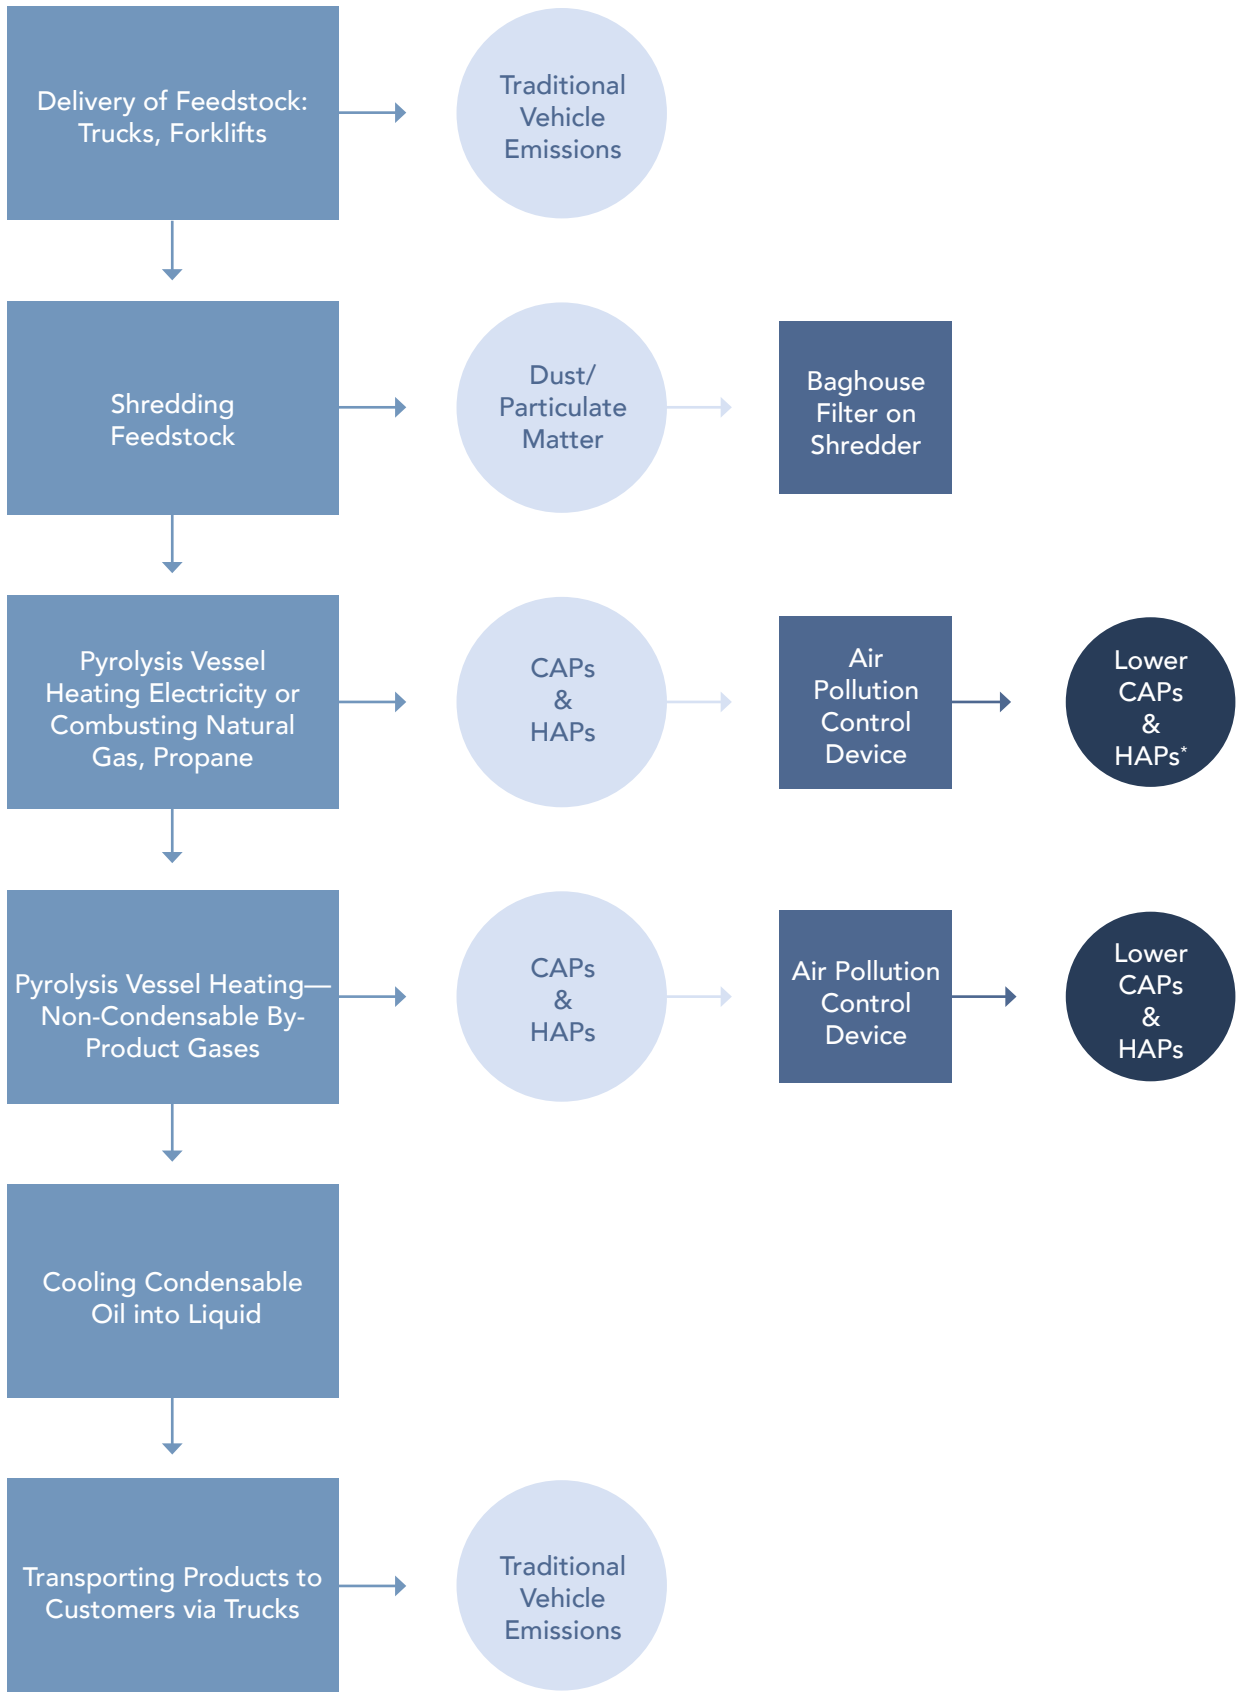 Delivery of Feedstock:
Trucks, Forklifts
Traditional
Vehicle
Emissions
Shredding
Feedstock
Dust/
Particulate
Matter
Baghouse
Filter on
Shredder
Pyrolysis Vessel
Heating Electricity or
Combusting Natural
Gas, Propane
CAPs
&
HAPs
Air
Pollution
Control
Device
Lower
CAPs
&
HAPs*
Pyrolysis Vessel Heating—
Non-Condensable By-
Product Gases
CAPs
&
HAPs
Air Pollution
Control
Device
Lower
CAPs
&
HAPs
Cooling Condensable
Oil into Liquid
Transporting Products to
Customers via Trucks
Traditional
Vehicle
Emissions